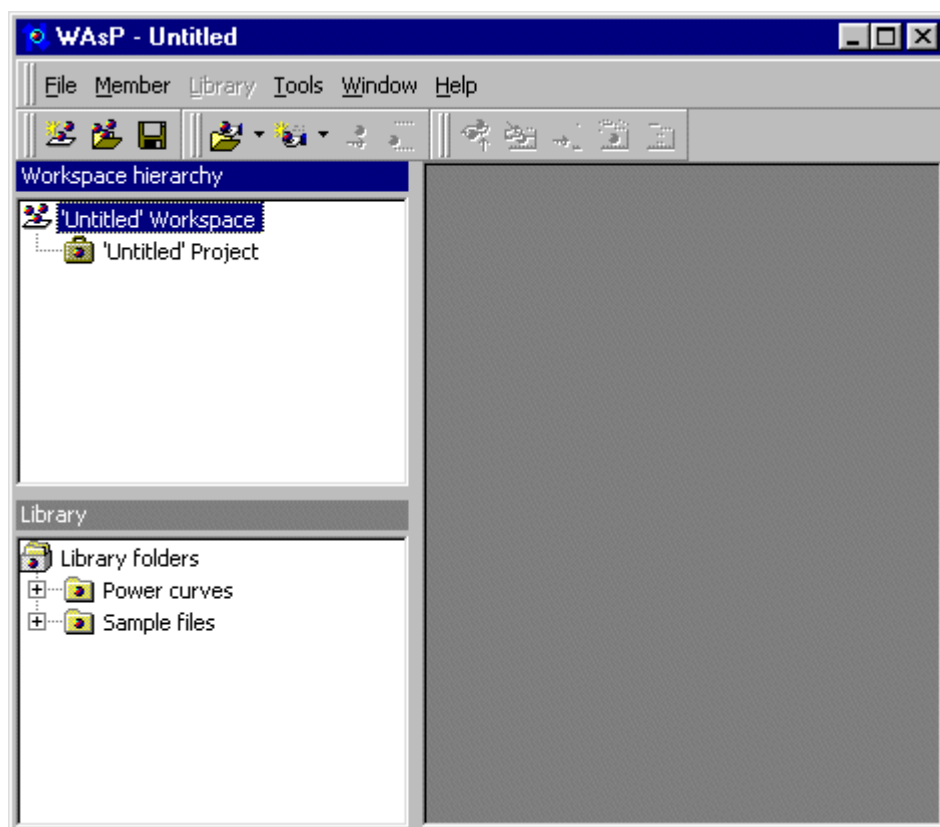 WAsP - Untitled
File Member Library Tools Window Help
Workspace hierarchy
'Untitled' Workspace
'Untitled' Project
Library
Library folders
Power curves
Sample files